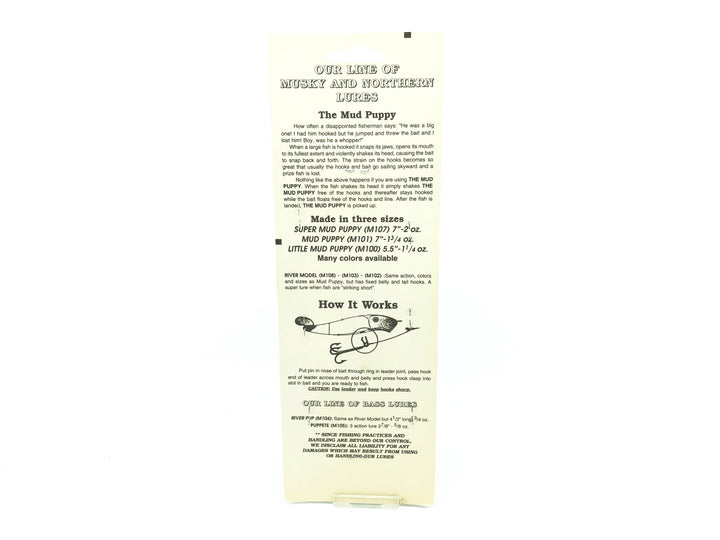 OUR LINE OF
MUSKY AND NORTHERN
LURES
The Mud Puppy
How often a disappointed fisherman says: "He was a big
one! I had him hooked but he jumped and threw the bait and I
lost him! Boy, was he a whopper!"
When a large fish is hooked it snaps its jaws, opens its mouth
to its fullest extent and violently shakes its head, causing the bait
to snap back and forth. The strain on the hooks becomes so
great that usually the hooks and bait go sailing skyward and a
prize fish is lost.
Nothing like the above happens if you are using THE MUD
PUPPY. When the fish shakes its head it simply shakes THE
MUD PUPPY free of the hooks and thereafter stays hooked
while the bait floats free of the hooks and line. After the fish is
landed, THE MUD PUPPY is picked up.
Made in three sizes
SUPER MUD PUPPY (M107) 7"-2 oz.
MUD PUPPY (M101) 7"-1 3/4 oz.
LITTLE MUD PUPPY (M100) 5.5"-1 1/4 oz.
Many colors available
RIVER MODEL (M108) - (M103) - (M102) :Same action, colors
and sizes as Mud Puppy, but has fixed belly and tail hooks. A
super lure when fish are "striking short".
How It Works
Put pin in nose of bait through ring in leader joint, pass hook
end of leader across mouth and belly and press hook clasp into
slot in bait and you are ready to fish.
CAUTION: Use leader and keep hooks sharp.
OUR LINE OF BASS LURES
RIVER PUP (M104): Same as River Model but 4 1/2" long 3/4 oz.
PUPPETE (M105): 3 action lure 2 7/8" - 5/8 oz.
** SINCE FISHING PRACTICES AND
HANDLING ARE BEYOND OUR CONTROL,
WE DISCLAIM ALL LIABILITY FOR ANY
DAMAGES WHICH MAY RESULT FROM USING
OR HANDLING OUR LURES